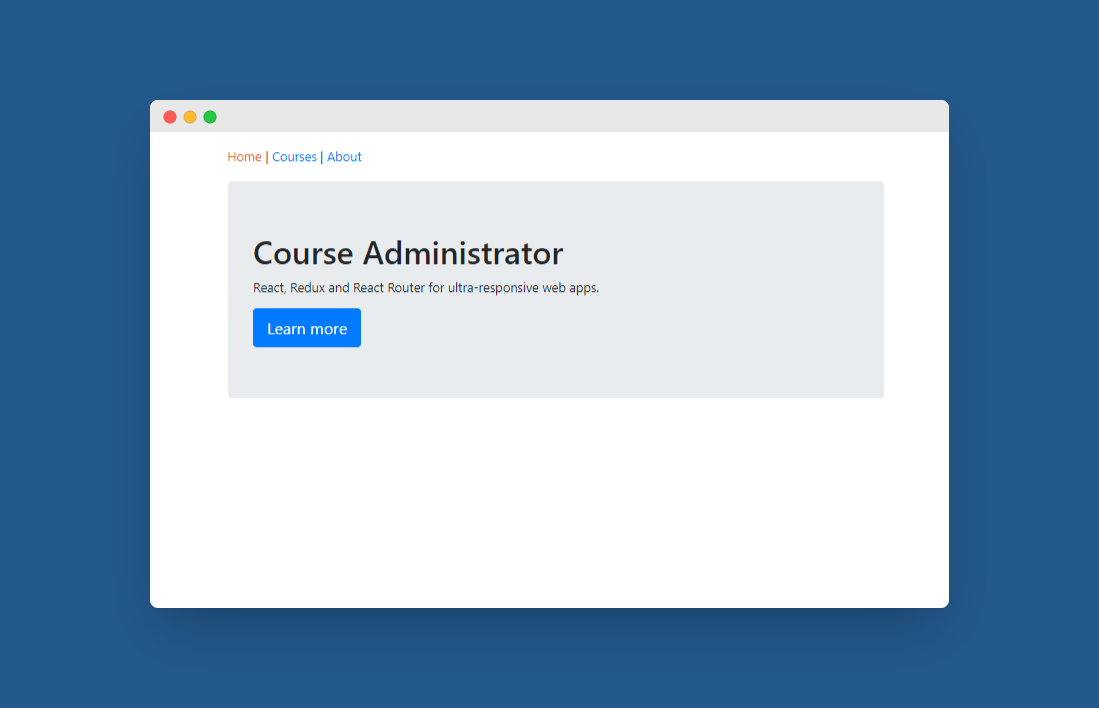 Home | Courses | About
Course Administrator
React, Redux and React Router for ultra-responsive web apps.
Learn more